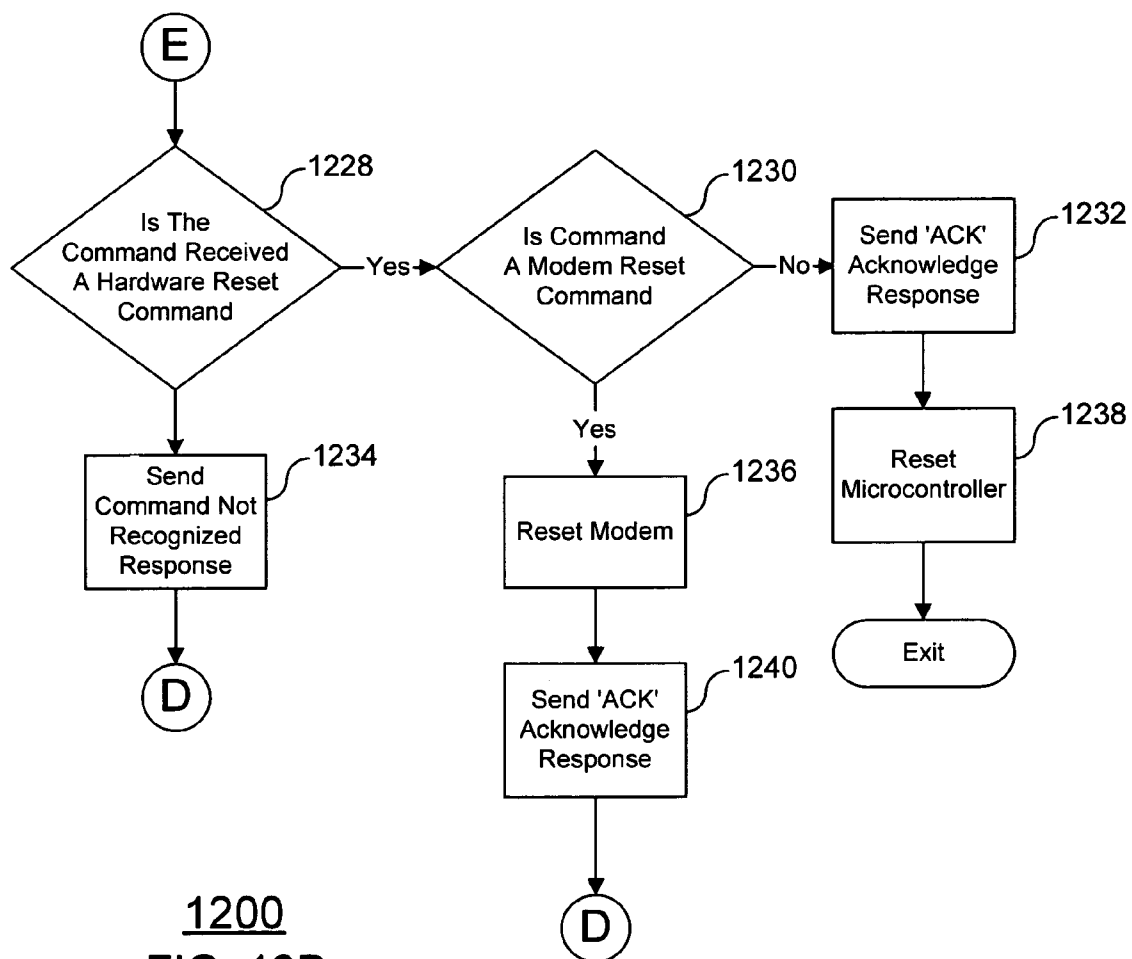 E
1228
Is The
Command Received
A Hardware Reset
Command
Yes
1230
Is Command
A Modem Reset
Command
No
1232
Send 'ACK'
Acknowledge
Response
1238
Reset
Microcontroller
Exit
1234
Send
Command Not
Recognized
Response
D
Yes
1236
Reset Modem
1240
Send 'ACK'
Acknowledge
Response
D
1200